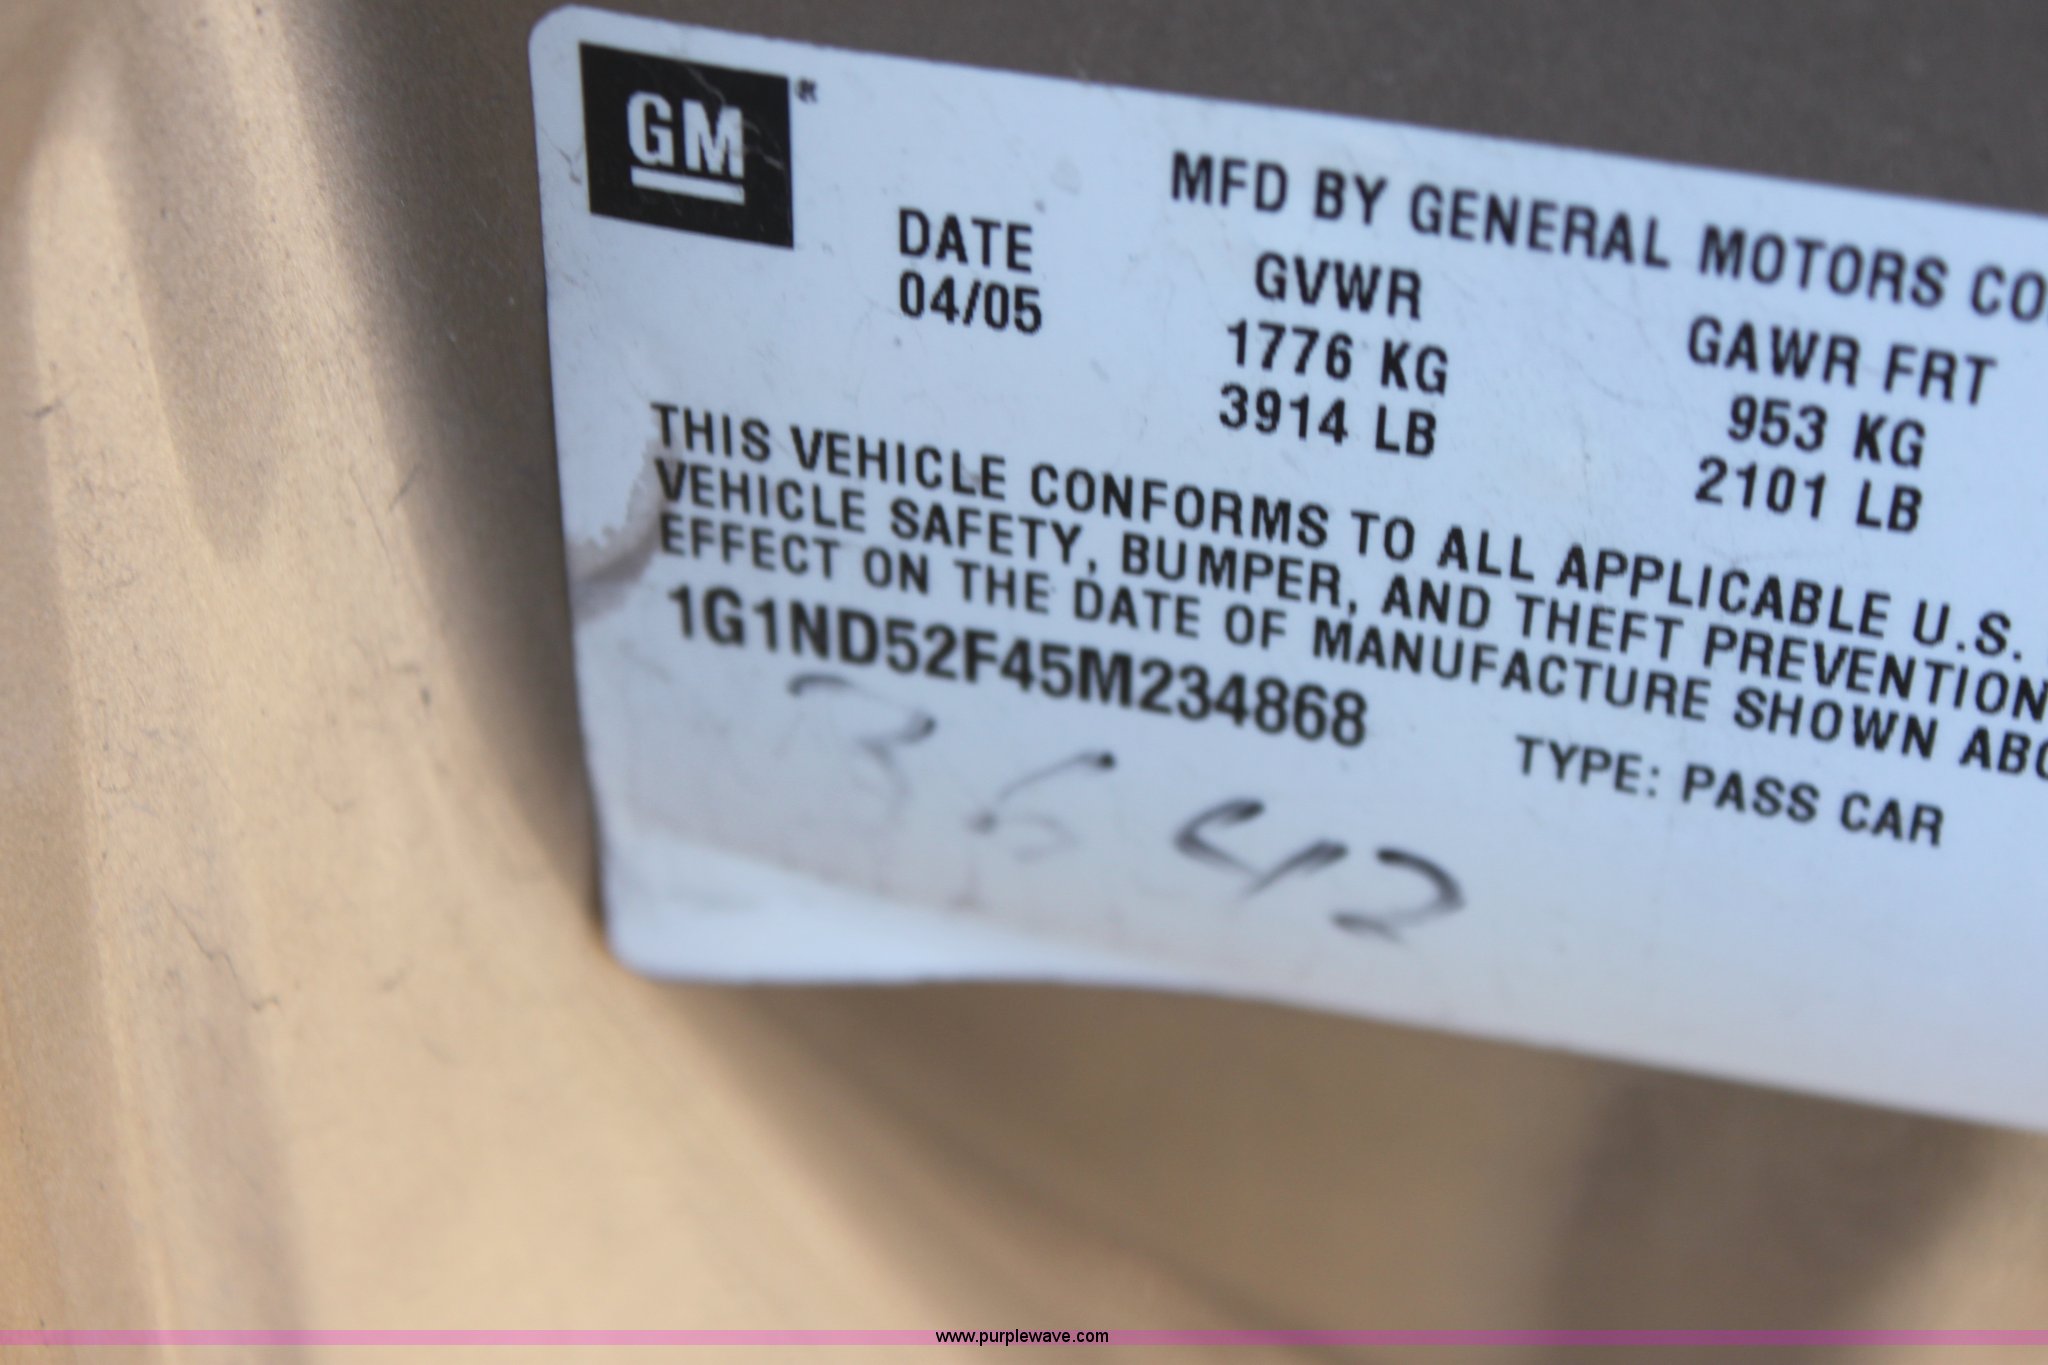 GM®
MFD BY GENERAL MOTORS CO
DATE GVWR GAWR FRT
04/05 1776 KG 953 KG
3914 LB 2101 LB
THIS VEHICLE CONFORMS TO ALL APPLICABLE U.S.
VEHICLE SAFETY, BUMPER, AND THEFT PREVENTION
EFFECT ON THE DATE OF MANUFACTURE SHOWN ABO
1G1ND52F45M234868
TYPE: PASS CAR
3642
www.purplewave.com